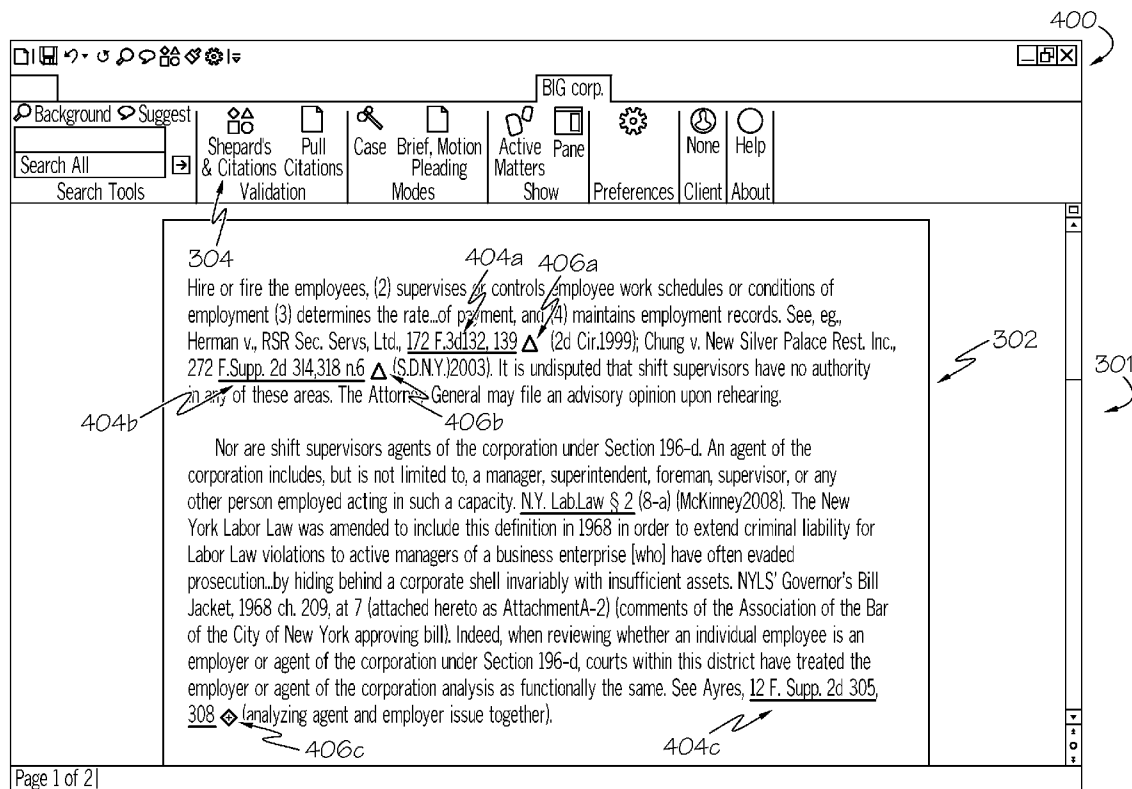 400
BIG corp.
Background Suggest
Search All
Search Tools
Shepard's & Citations
Pull Citations
Validation
Case
Brief, Motion Pleading
Modes
Active Matters
Pane
Show
Preferences
None
Client
Help
About
304
404a
406a
Hire or fire the employees, (2) supervises or controls employee work schedules or conditions of
employment (3) determines the rate...of payment, and (4) maintains employment records. See, eg.,
Herman v., RSR Sec. Servs, Ltd., 172 F.3d132, 139 (2d Cir.1999); Chung v. New Silver Palace Rest. Inc.,
272 F.Supp. 2d 3l4,318 n.6 (S.D.N.Y.)2003). It is undisputed that shift supervisors have no authority
in any of these areas. The Attorney General may file an advisory opinion upon rehearing.
302
301
404b
406b
Nor are shift supervisors agents of the corporation under Section 196-d. An agent of the
corporation includes, but is not limited to, a manager, superintendent, foreman, supervisor, or any
other person employed acting in such a capacity. N.Y. Lab.Law § 2 (8-a) (McKinney2008). The New
York Labor Law was amended to include this definition in 1968 in order to extend criminal liability for
Labor Law violations to active managers of a business enterprise [who] have often evaded
prosecution...by hiding behind a corporate shell invariably with insufficient assets. NYLS' Governor's Bill
Jacket, 1968 ch. 209, at 7 (attached hereto as AttachmentA-2) (comments of the Association of the Bar
of the City of New York approving bill). Indeed, when reviewing whether an individual employee is an
employer or agent of the corporation under Section 196-d, courts within this district have treated the
employer or agent of the corporation analysis as functionally the same. See Ayres, 12 F. Supp. 2d 305,
308 (analyzing agent and employer issue together).
406c
404c
Page 1 of 2